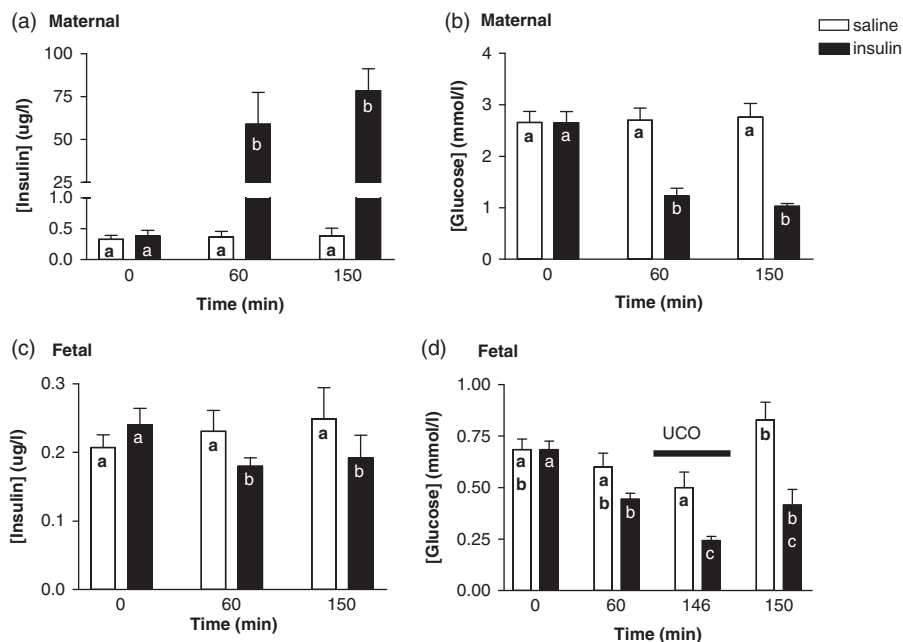 (a) Maternal
[Insulin] (ug/l)
100
75
50
25
1.0
0.5
0.0
a
a
a
b
a
b
0 60 150
Time (min)
(b) Maternal
[Glucose] (mmol/l)
4
3
2
1
0
a
a
a
b
a
b
0 60 150
Time (min)
saline
insulin
(c) Fetal
[Insulin] (ug/l)
0.3
0.2
0.1
0.0
a
a
a
b
a
b
0 60 150
Time (min)
(d) Fetal
[Glucose] (mmol/l)
1.00
0.75
0.50
0.25
0.00
UCO
a
b
a
a
b
b
a
c
b
b
c
0 60 146 150
Time (min)